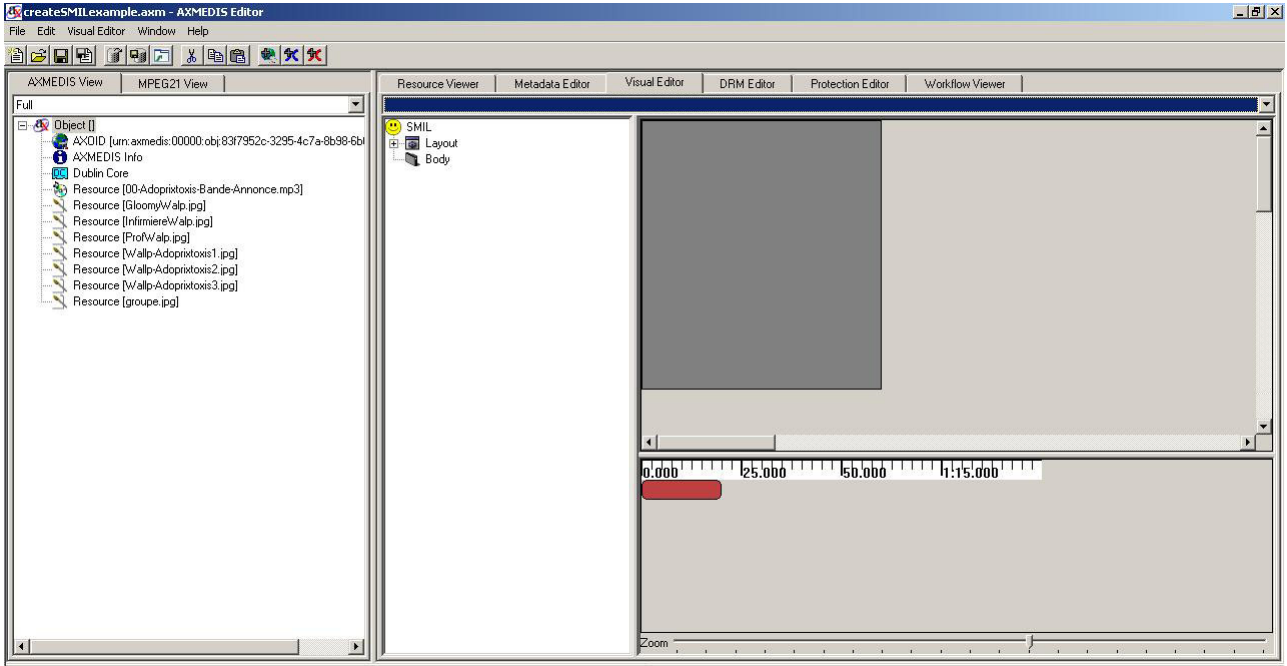 createSMILexample.axm - AXMEDIS Editor
File Edit Visual Editor Window Help
AXMEDIS View MPEG21 View
Resource Viewer Metadata Editor Visual Editor DRM Editor Protection Editor Workflow Viewer
Full
Object []
AXOID [urn:axmedis:00000:obj:83f7952c-3295-4c7a-8b98-6b
AXMEDIS Info
DC Dublin Core
Resource [00-Adoprixtoxis-Bande-Annonce.mp3]
Resource [GloomyWalp.jpg]
Resource [InfirmiereWalp.jpg]
Resource [ProfWalp.jpg]
Resource [Wallp-Adoprixtoxis1.jpg]
Resource [Wallp-Adoprixtoxis2.jpg]
Resource [Wallp-Adoprixtoxis3.jpg]
Resource [groupe.jpg]
SMIL
Layout
Body
0.000 25.000 50.000 1:15.000
Zoom